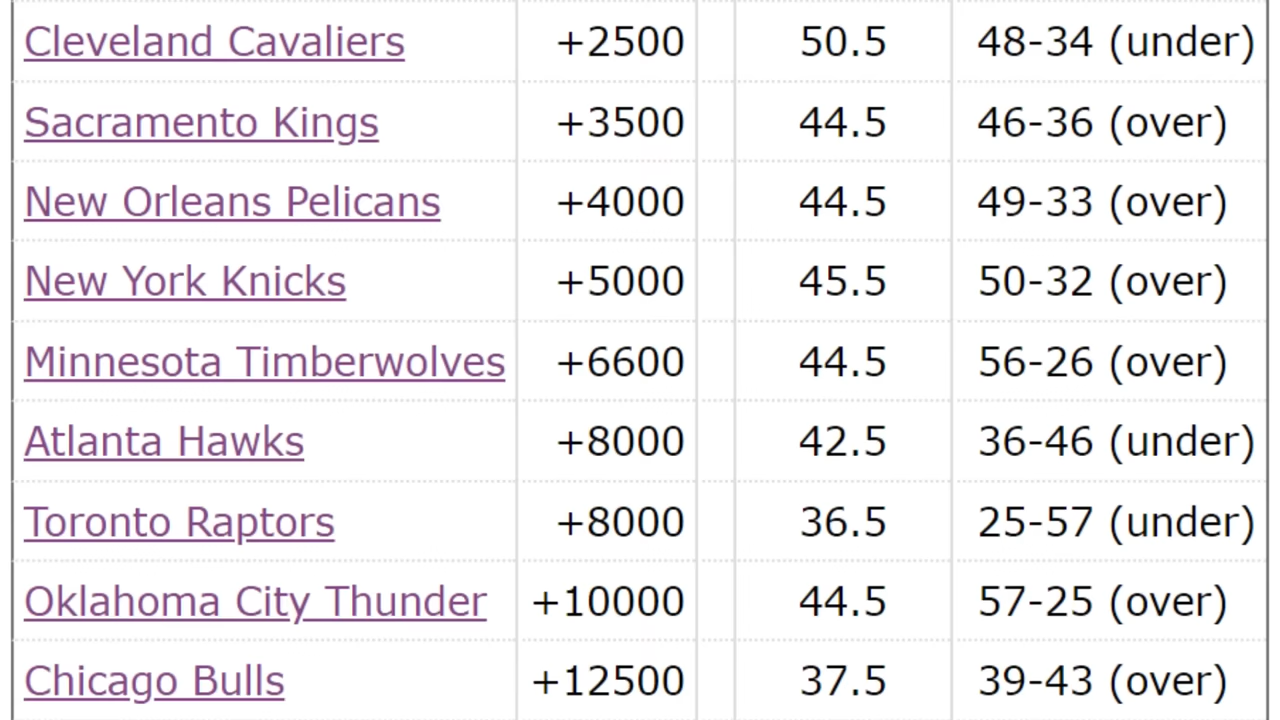 Cleveland Cavaliers +2500 50.5 48-34 (under)
Sacramento Kings +3500 44.5 46-36 (over)
New Orleans Pelicans +4000 44.5 49-33 (over)
New York Knicks +5000 45.5 50-32 (over)
Minnesota Timberwolves +6600 44.5 56-26 (over)
Atlanta Hawks +8000 42.5 36-46 (under)
Toronto Raptors +8000 36.5 25-57 (under)
Oklahoma City Thunder +10000 44.5 57-25 (over)
Chicago Bulls +12500 37.5 39-43 (over)